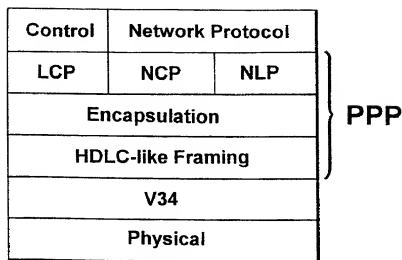 Control Network Protocol
LCP NCP NLP
Encapsulation
PPP
HDLC-like Framing
V34
Physical